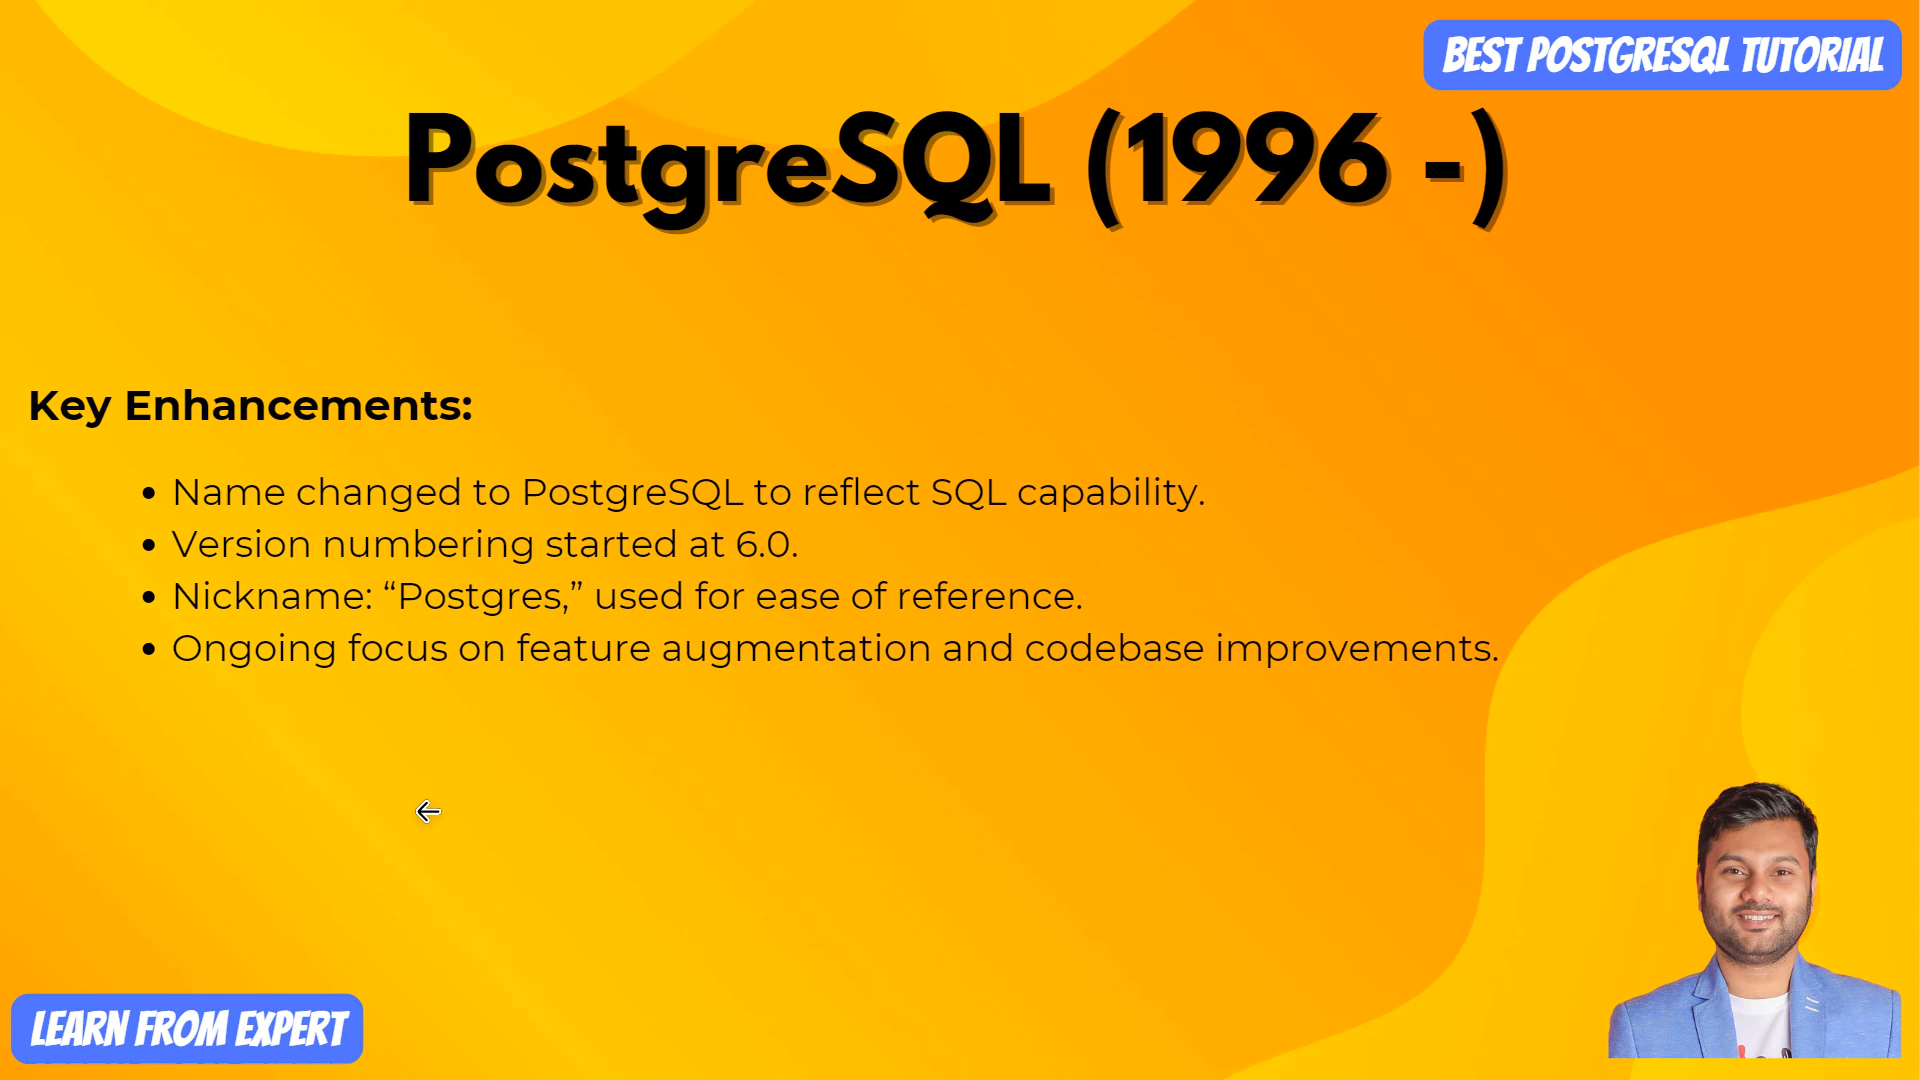 BEST POSTGRESQL TUTORIAL
PostgreSQL (1996 -)
Key Enhancements:
• Name changed to PostgreSQL to reflect SQL capability.
• Version numbering started at 6.0.
• Nickname: “Postgres,” used for ease of reference.
• Ongoing focus on feature augmentation and codebase improvements.
LEARN FROM EXPERT